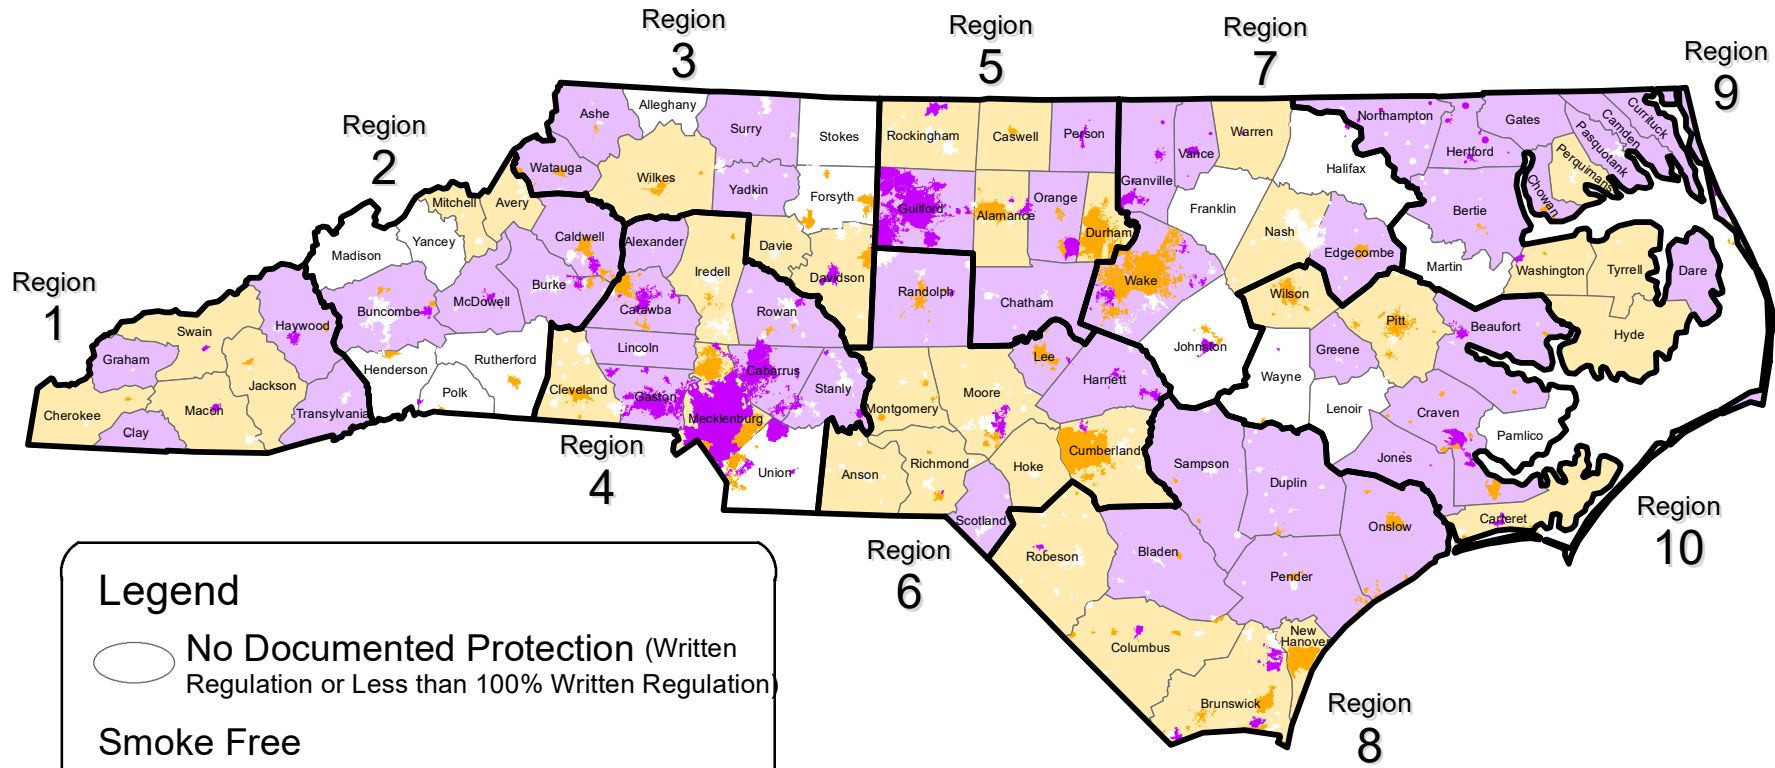 Region
3
Region
5
Region
7
Region
9
Region
2
Region
1
Region
4
Region
6
Region
8
Region
10
Ashe
Alleghany
Surry
Stokes
Rockingham
Caswell
Person
Granville
Vance
Warren
Halifax
Northampton
Hertford
Gates
Currituck
Camden
Pasquotank
Perquimans
Chowan
Bertie
Watauga
Wilkes
Yadkin
Forsyth
Guilford
Alamance
Orange
Durham
Franklin
Nash
Edgecombe
Martin
Washington
Tyrrell
Dare
Mitchell
Avery
Yancey
Madison
Caldwell
Alexander
Iredell
Davie
Davidson
Randolph
Chatham
Wake
Wilson
Pitt
Beaufort
Hyde
Buncombe
McDowell
Burke
Catawba
Rowan
Haywood
Swain
Graham
Jackson
Macon
Cherokee
Clay
Transylvania
Henderson
Polk
Rutherford
Cleveland
Lincoln
Gaston
Mecklenburg
Cabarrus
Stanly
Union
Montgomery
Moore
Lee
Harnett
Johnston
Wayne
Greene
Lenoir
Craven
Pamlico
Jones
Carteret
Anson
Richmond
Hoke
Cumberland
Scotland
Sampson
Duplin
Onslow
Robeson
Bladen
Pender
Columbus
New
Hanover
Brunswick
Legend
No Documented Protection (Written
Regulation or Less than 100% Written Regulation)
Smoke Free